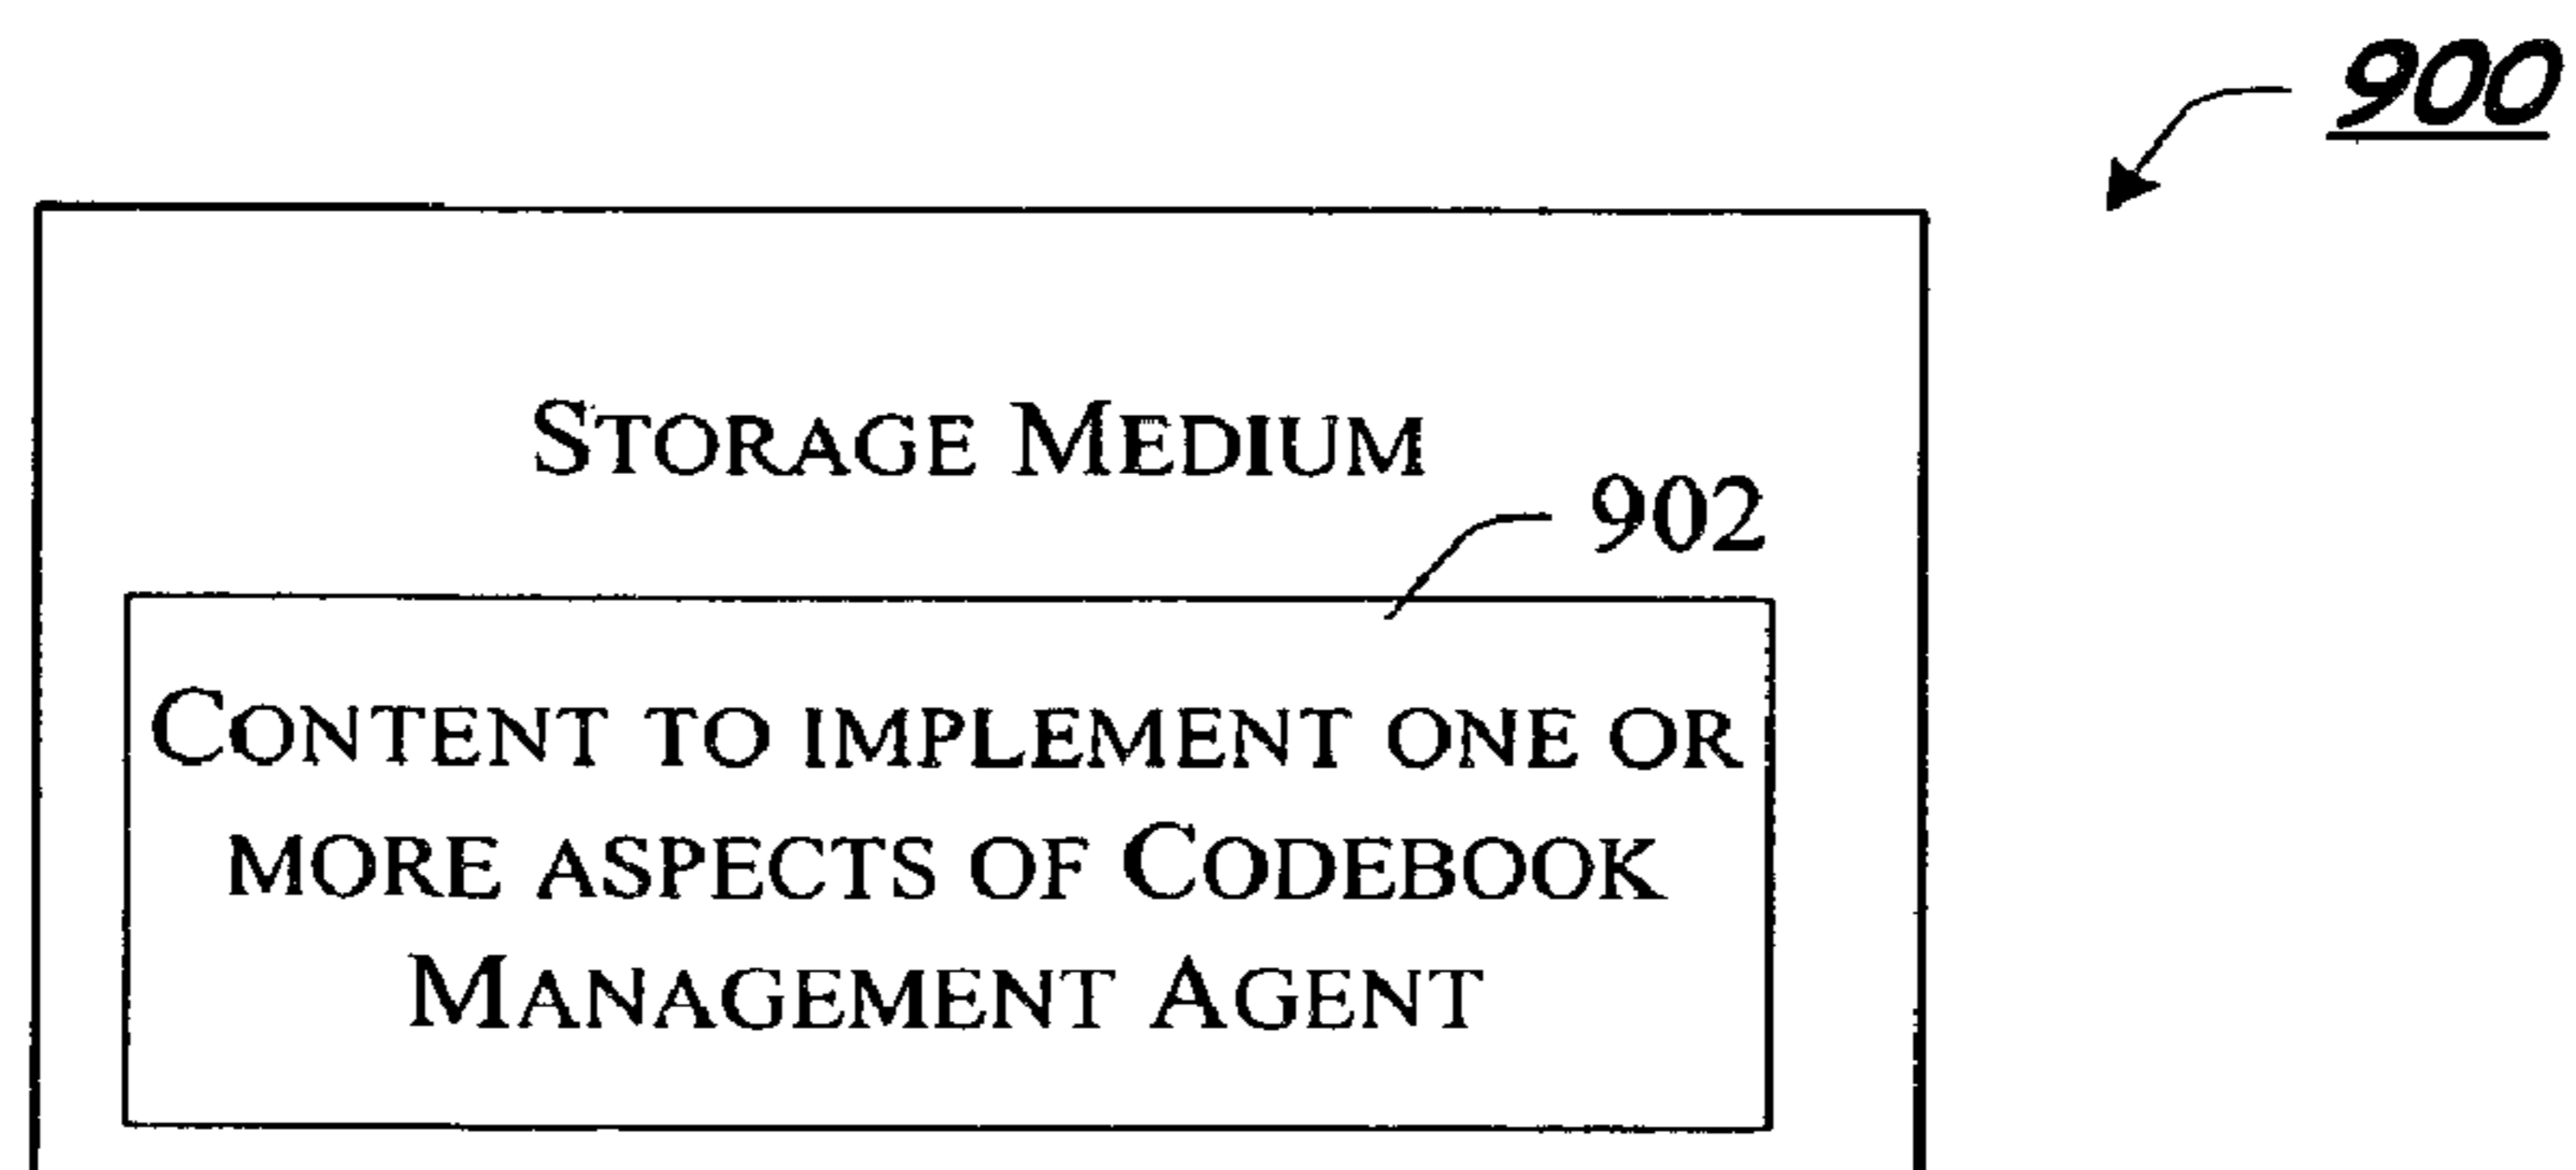 900
STORAGE MEDIUM
902
CONTENT TO IMPLEMENT ONE OR
MORE ASPECTS OF CODEBOOK
MANAGEMENT AGENT